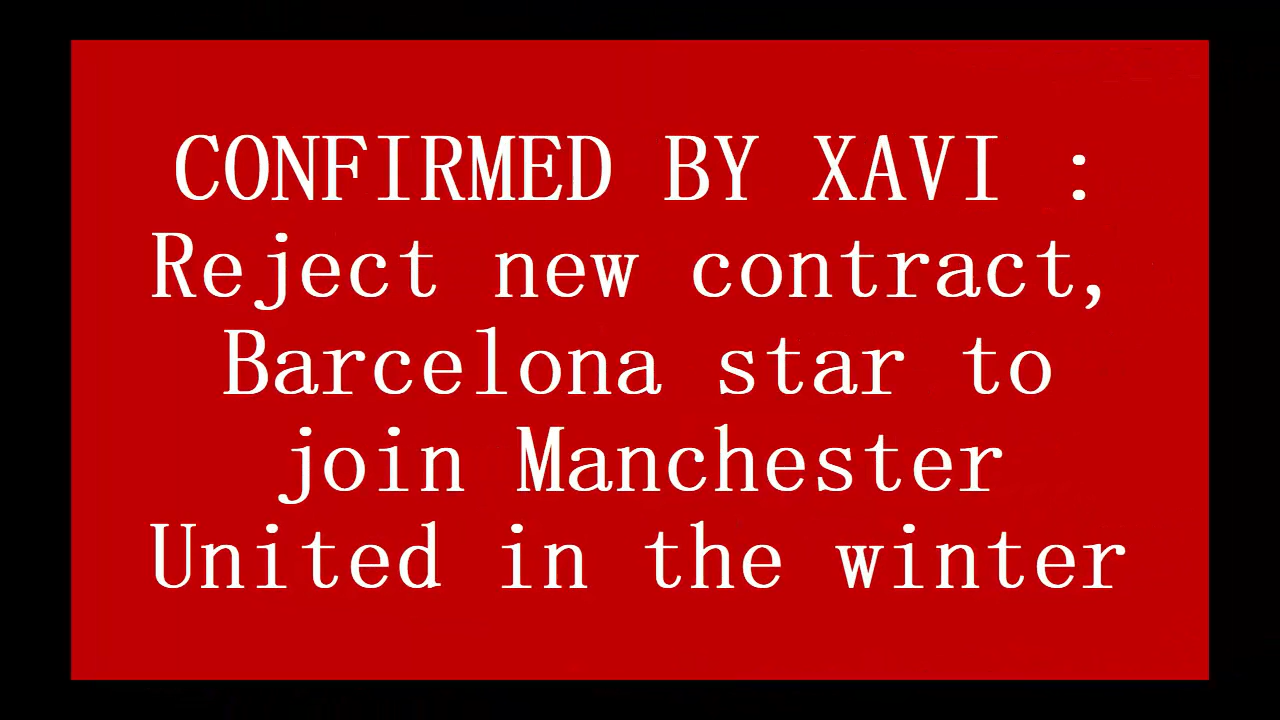 CONFIRMED BY XAVI :
Reject new contract,
Barcelona star to
join Manchester
United in the winter